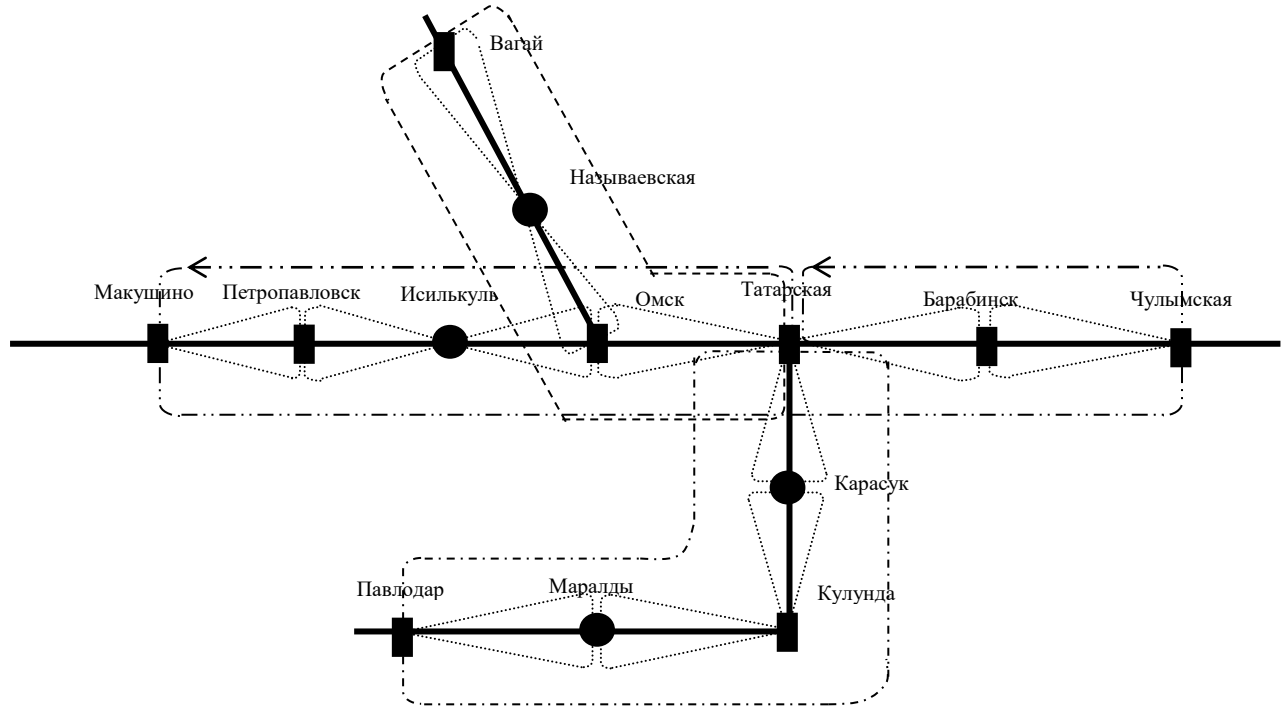 Вагай
Называевская
Макушино
Петропавловск
Исилькуль
Омск
Татарская
Барабинск
Чулымская
Карасук
Павлодар
Маралды
Кулунда